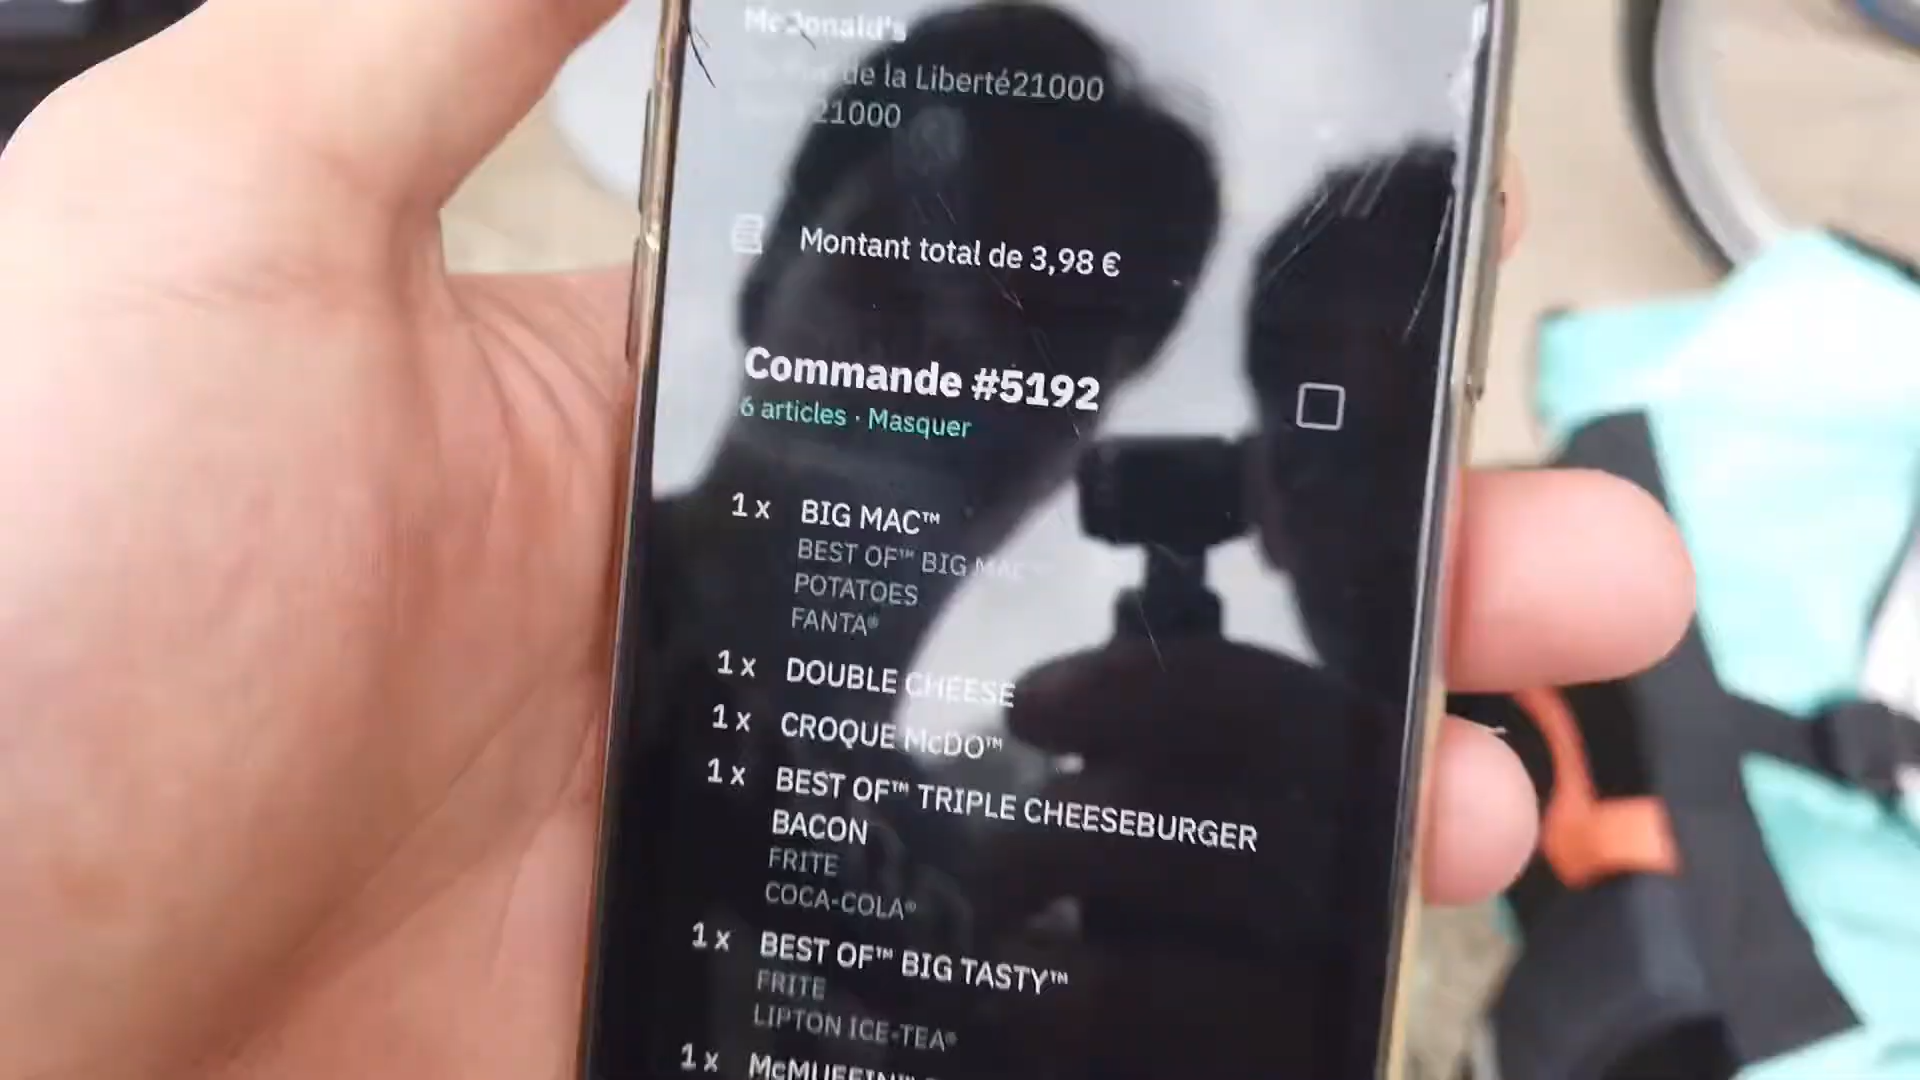 McDonald's
de la Liberté21000
21000
Montant total de 3,98 €
Commande #5192
6 articles · Masquer
1 x BIG MAC™
BEST OF™ BIG MAC™
POTATOES
FANTA®
1 x DOUBLE CHEESE
1 x CROQUE McDO™
1 x BEST OF™ TRIPLE CHEESEBURGER
BACON
FRITE
COCA-COLA®
1 x BEST OF™ BIG TASTY™
FRITE
LIPTON ICE-TEA®
1 x McMUFFIN™